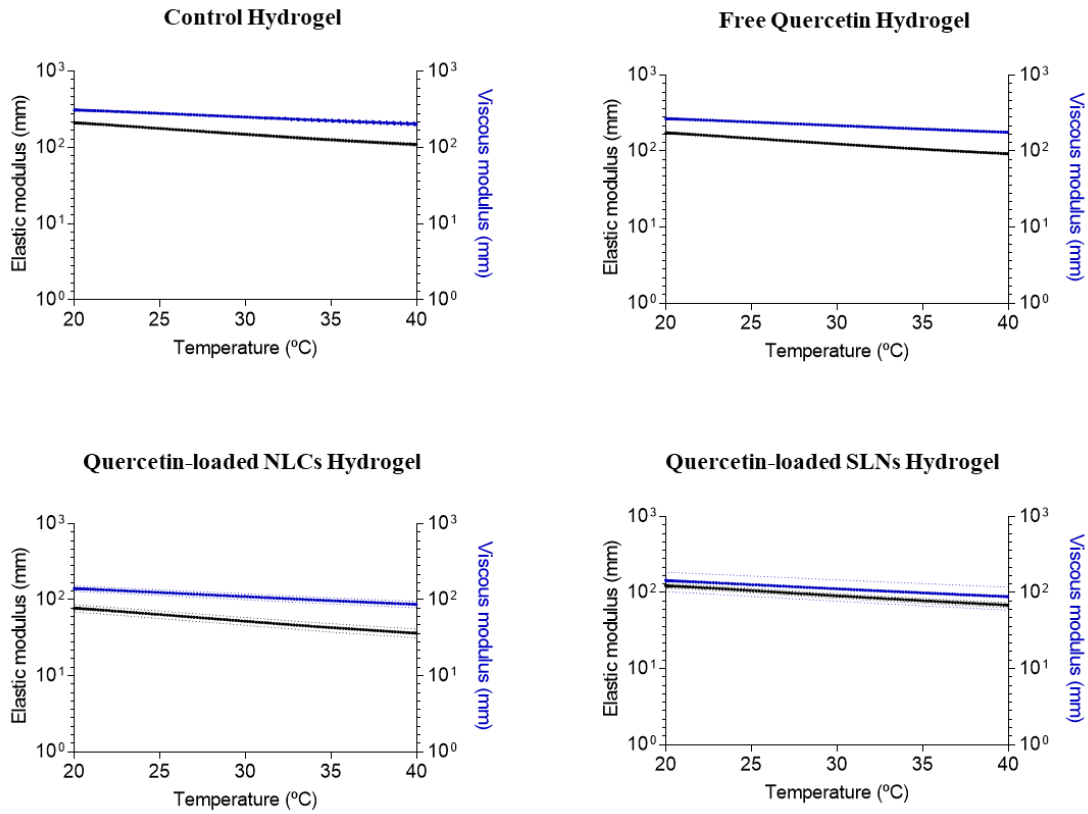 Control Hydrogel
10³
10²
10¹
10⁰
Elastic modulus (mm)
10³
10²
10¹
10⁰
Viscous modulus (mm)
20 25 30 35 40
Temperature (ºC)
Free Quercetin Hydrogel
10³
10²
10¹
10⁰
Elastic modulus (mm)
10³
10²
10¹
10⁰
Viscous modulus (mm)
20 25 30 35 40
Temperature (ºC)
Quercetin-loaded NLCs Hydrogel
10³
10²
10¹
10⁰
Elastic modulus (mm)
10³
10²
10¹
10⁰
Viscous modulus (mm)
20 25 30 35 40
Temperature (ºC)
Quercetin-loaded SLNs Hydrogel
10³
10²
10¹
10⁰
Elastic modulus (mm)
10³
10²
10¹
10⁰
Viscous modulus (mm)
20 25 30 35 40
Temperature (ºC)